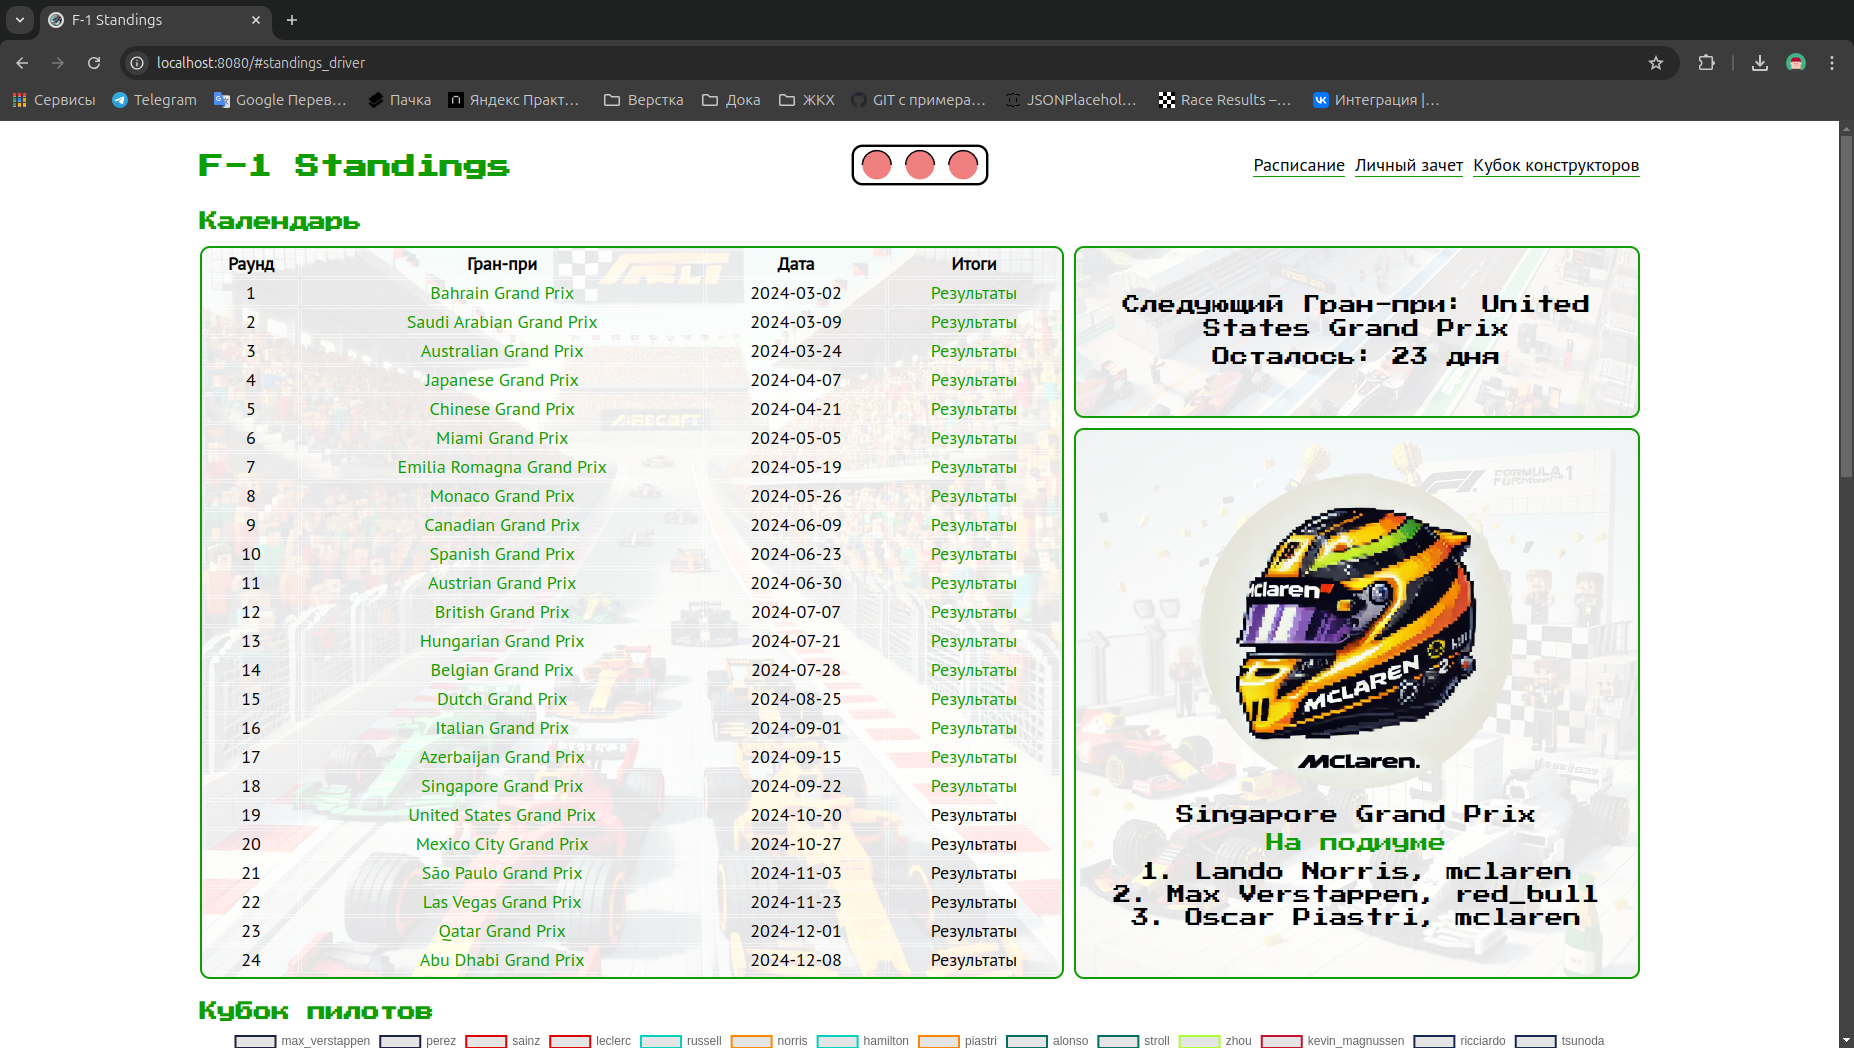 F-1 Standings
localhost:8080/#standings_driver
Сервисы Telegram Google Перев… Пачка Яндекс Практ… Верстка Дока ЖКХ GIT с примера… JSONPlacehol… Race Results –… Интеграция |…
F-1 Standings
Расписание Личный зачет Кубок конструкторов
Календарь
Раунд Гран-при Дата Итоги
1 Bahrain Grand Prix 2024-03-02 Результаты
2 Saudi Arabian Grand Prix 2024-03-09 Результаты
3 Australian Grand Prix 2024-03-24 Результаты
4 Japanese Grand Prix 2024-04-07 Результаты
5 Chinese Grand Prix 2024-04-21 Результаты
6 Miami Grand Prix 2024-05-05 Результаты
7 Emilia Romagna Grand Prix 2024-05-19 Результаты
8 Monaco Grand Prix 2024-05-26 Результаты
9 Canadian Grand Prix 2024-06-09 Результаты
10 Spanish Grand Prix 2024-06-23 Результаты
11 Austrian Grand Prix 2024-06-30 Результаты
12 British Grand Prix 2024-07-07 Результаты
13 Hungarian Grand Prix 2024-07-21 Результаты
14 Belgian Grand Prix 2024-07-28 Результаты
15 Dutch Grand Prix 2024-08-25 Результаты
16 Italian Grand Prix 2024-09-01 Результаты
17 Azerbaijan Grand Prix 2024-09-15 Результаты
18 Singapore Grand Prix 2024-09-22 Результаты
19 United States Grand Prix 2024-10-20 Результаты
20 Mexico City Grand Prix 2024-10-27 Результаты
21 São Paulo Grand Prix 2024-11-03 Результаты
22 Las Vegas Grand Prix 2024-11-23 Результаты
23 Qatar Grand Prix 2024-12-01 Результаты
24 Abu Dhabi Grand Prix 2024-12-08 Результаты
Следующий Гран-при: United
States Grand Prix
Осталось: 23 дня
FORMULA 1
Mclaren
MCLAREN
McLaren.
Singapore Grand Prix
На подиуме
1. Lando Norris, mclaren
2. Max Verstappen, red_bull
3. Oscar Piastri, mclaren
Кубок пилотов
max_verstappen perez sainz leclerc russell norris hamilton piastri alonso stroll zhou kevin_magnussen ricciardo tsunoda